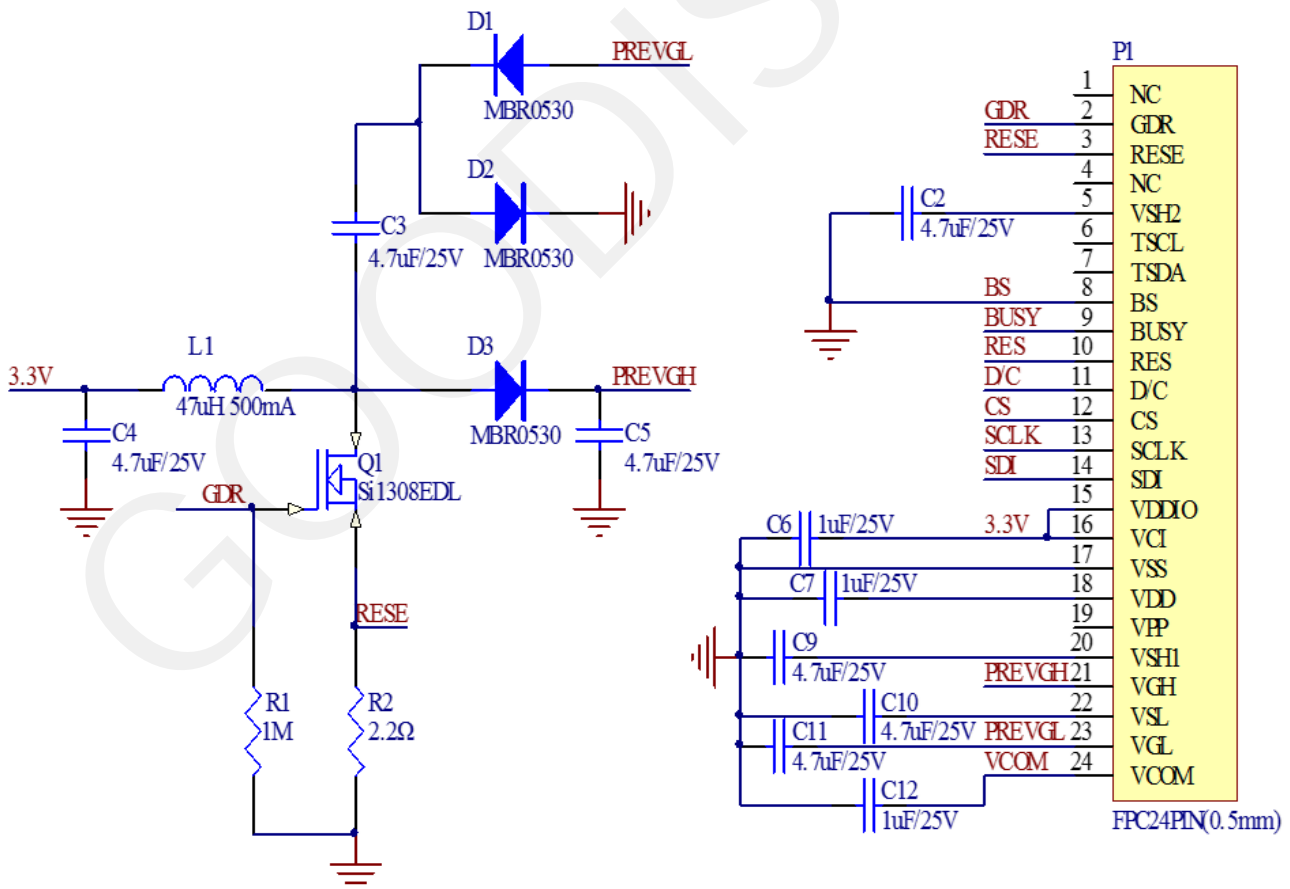 D1
PREVGL
MBR0530
D2
C3
4.7uF/25V
MBR0530
L1
3.3V
47uH 500mA
D3
PREVGH
MBR0530
C4
4.7uF/25V
C5
4.7uF/25V
Q1
Si1308EDL
GDR
RESE
R1
1M
R2
2.2Ω
P1
1 NC
GDR 2 GDR
RESE 3 RESE
4 NC
C2
4.7uF/25V
5 VSH2
6 TSCL
7 TSDA
BS 8 BS
BUSY 9 BUSY
RES 10 RES
D/C 11 D/C
CS 12 CS
SCLK 13 SCLK
SDI 14 SDI
15 VDDIO
C6 1uF/25V 3.3V 16 VCI
17 VSS
C7 1uF/25V 18 VDD
19 VPP
C9
4.7uF/25V
20 VSH1
PREVGH 21 VGH
C10
4.7uF/25V
22 VSL
C11
4.7uF/25V
PREVGL 23 VGL
VCOM 24 VCOM
C12
1uF/25V
FPC24PIN(0.5mm)
GOODIS